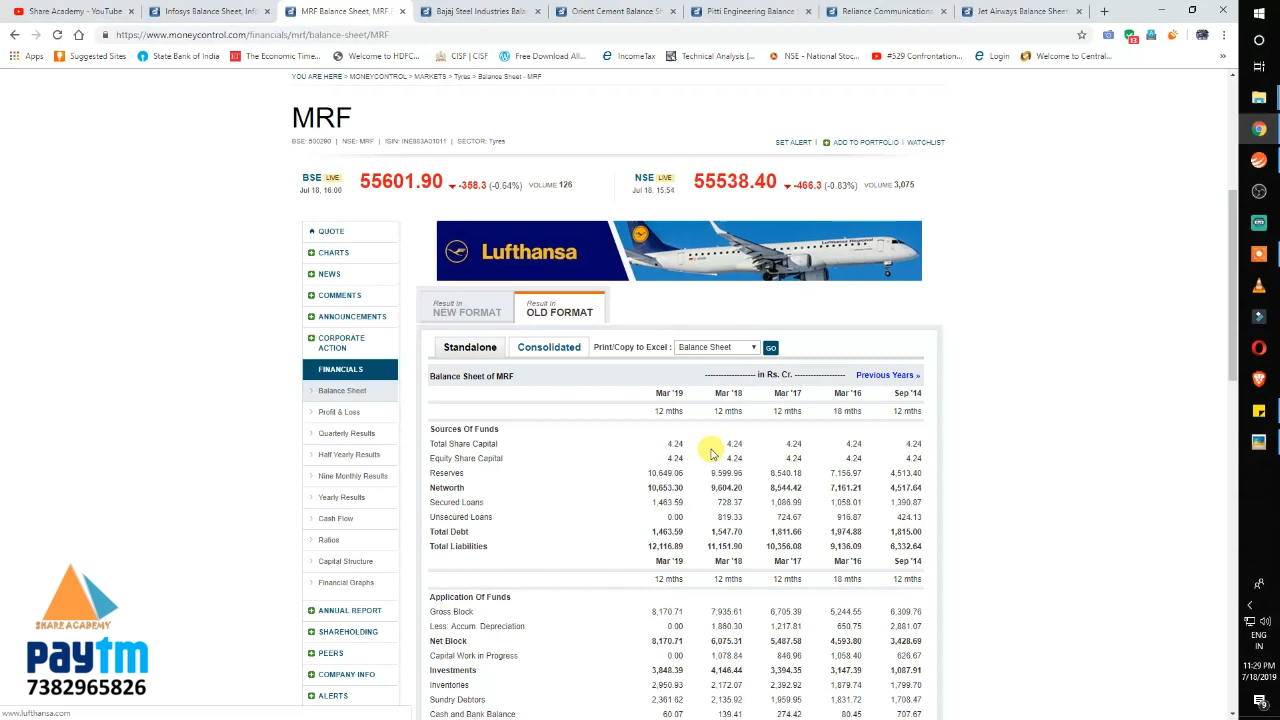 Share Academy - YouTube
Infosys Balance Sheet, Inf
MRF Balance Sheet, MRF F
Bajaj Steel Industries Bala
Orient Cement Balance Sh
Pitti Engineering Balance
Reliance Communications
Jet Airways Balance Sheet
https://www.moneycontrol.com/financials/mrf/balance-sheet/MRF
Apps
Suggested Sites
State Bank of India
The Economic Time...
Welcome to HDFC...
CISF | CISF
Free Download All...
IncomeTax
Technical Analysis [...
NSE - National Stoc...
#529 Confrontation...
Login
Welcome to Central...
YOU ARE HERE > MONEYCONTROL > MARKETS > Tyres > Balance Sheet - MRF
MRF
BSE: 500290 | NSE: MRF | ISIN: INE883A01011 | SECTOR: Tyres
SET ALERT | ADD TO PORTFOLIO | WATCHLIST
BSE LIVE 55601.90 -358.3 (-0.64%) VOLUME 126
Jul 18, 16:00
NSE LIVE 55538.40 -466.3 (-0.83%) VOLUME 3,075
Jul 18, 15:54
QUOTE
CHARTS
NEWS
COMMENTS
ANNOUNCEMENTS
CORPORATE
ACTION
FINANCIALS
Balance Sheet
Profit & Loss
Quarterly Results
Half Yearly Results
Nine Monthly Results
Yearly Results
Cash Flow
Ratios
Capital Structure
Financial Graphs
ANNUAL REPORT
SHAREHOLDING
PEERS
COMPANY INFO
ALERTS
Lufthansa
Lufthansa Regional
Result In
NEW FORMAT
Result in
OLD FORMAT
Standalone Consolidated Print/Copy to Excel : Balance Sheet GO
Balance Sheet of MRF ------------------- in Rs. Cr. ------------------- Previous Years »
Mar '19 Mar '18 Mar '17 Mar '16 Sep '14
12 mths 12 mths 12 mths 18 mths 12 mths
Sources Of Funds
Total Share Capital 4.24 4.24 4.24 4.24 4.24
Equity Share Capital 4.24 4.24 4.24 4.24 4.24
Reserves 10,649.06 9,599.96 8,540.18 7,156.97 4,513.40
Networth 10,653.30 9,604.20 8,544.42 7,161.21 4,517.64
Secured Loans 1,463.59 728.37 1,086.99 1,058.01 1,390.87
Unsecured Loans 0.00 819.33 724.67 916.87 424.13
Total Debt 1,463.59 1,547.70 1,811.66 1,974.88 1,815.00
Total Liabilities 12,116.89 11,151.90 10,356.08 9,136.09 6,332.64
Mar '19 Mar '18 Mar '17 Mar '16 Sep '14
12 mths 12 mths 12 mths 18 mths 12 mths
Application Of Funds
Gross Block 8,170.71 7,935.61 6,705.39 5,244.55 6,309.76
Less: Accum. Depreciation 0.00 1,860.30 1,217.81 650.75 2,881.07
Net Block 8,170.71 6,075.31 5,487.58 4,593.80 3,428.69
Capital Work in Progress 0.00 1,078.84 846.96 1,058.40 626.67
Investments 3,848.39 4,146.44 3,394.35 3,147.39 1,087.91
Inventories 2,950.93 2,172.07 2,392.92 1,879.74 1,799.70
Sundry Debtors 2,361.62 2,135.92 1,959.95 1,831.72 1,708.47
Cash and Bank Balance 60.07 139.41 274.42 80.45 707.67
SHARE ACADEMY
paytm
7382965826
www.lufthansa.com
ENG
IN
11:29 PM
7/18/2019